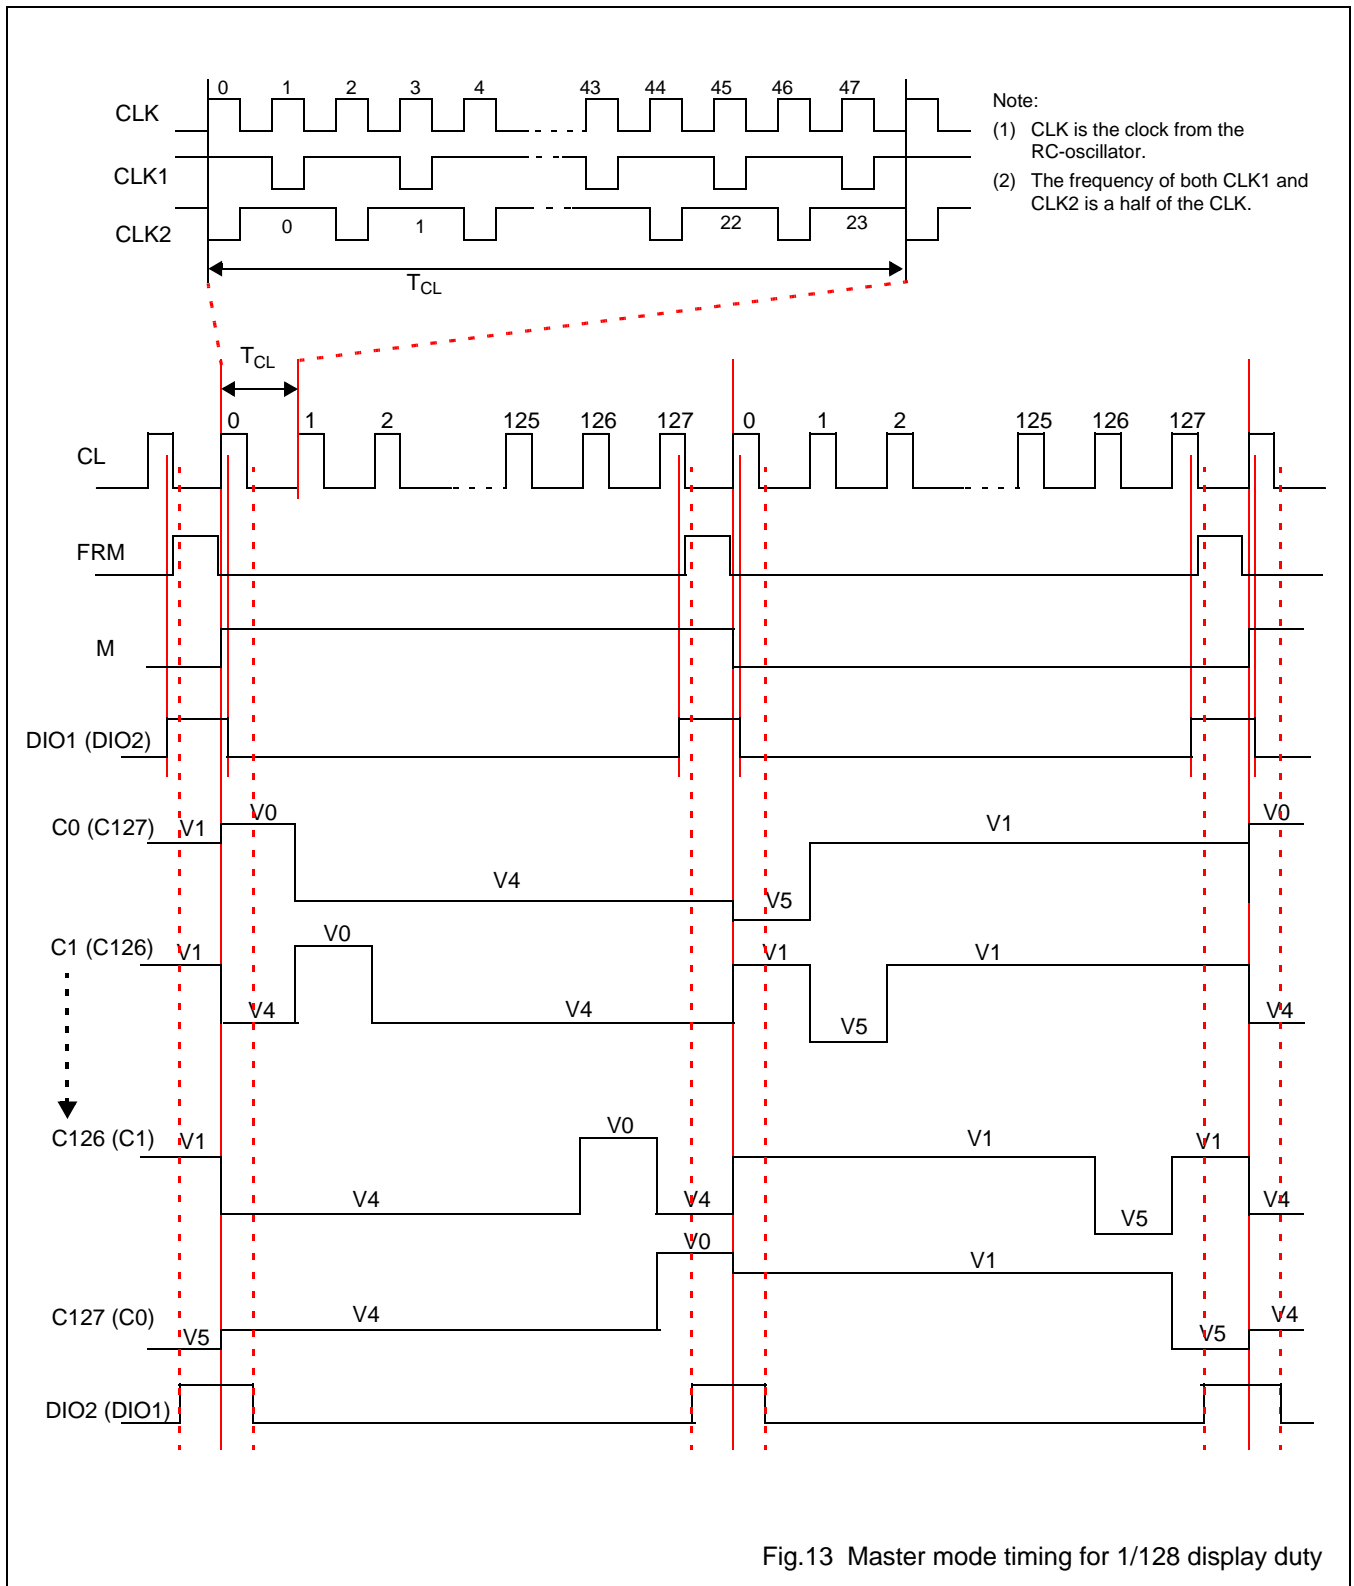 0 1 2 3 4 43 44 45 46 47
CLK
CLK1
CLK2
0 1 22 23
T_CL
Note:
(1) CLK is the clock from the
RC-oscillator.
(2) The frequency of both CLK1 and
CLK2 is a half of the CLK.
T_CL
0 1 2 125 126 127 0 1 2 125 126 127
CL
FRM
M
DIO1 (DIO2)
C0 (C127) V1 V0 V4 V5 V1 V0
C1 (C126) V1 V4 V0 V4 V1 V5 V1 V4
C126 (C1) V1 V4 V0 V4 V1 V5 V1 V4
C127 (C0) V5 V4 V0 V1 V5 V4
DIO2 (DIO1)
Fig.13 Master mode timing for 1/128 display duty